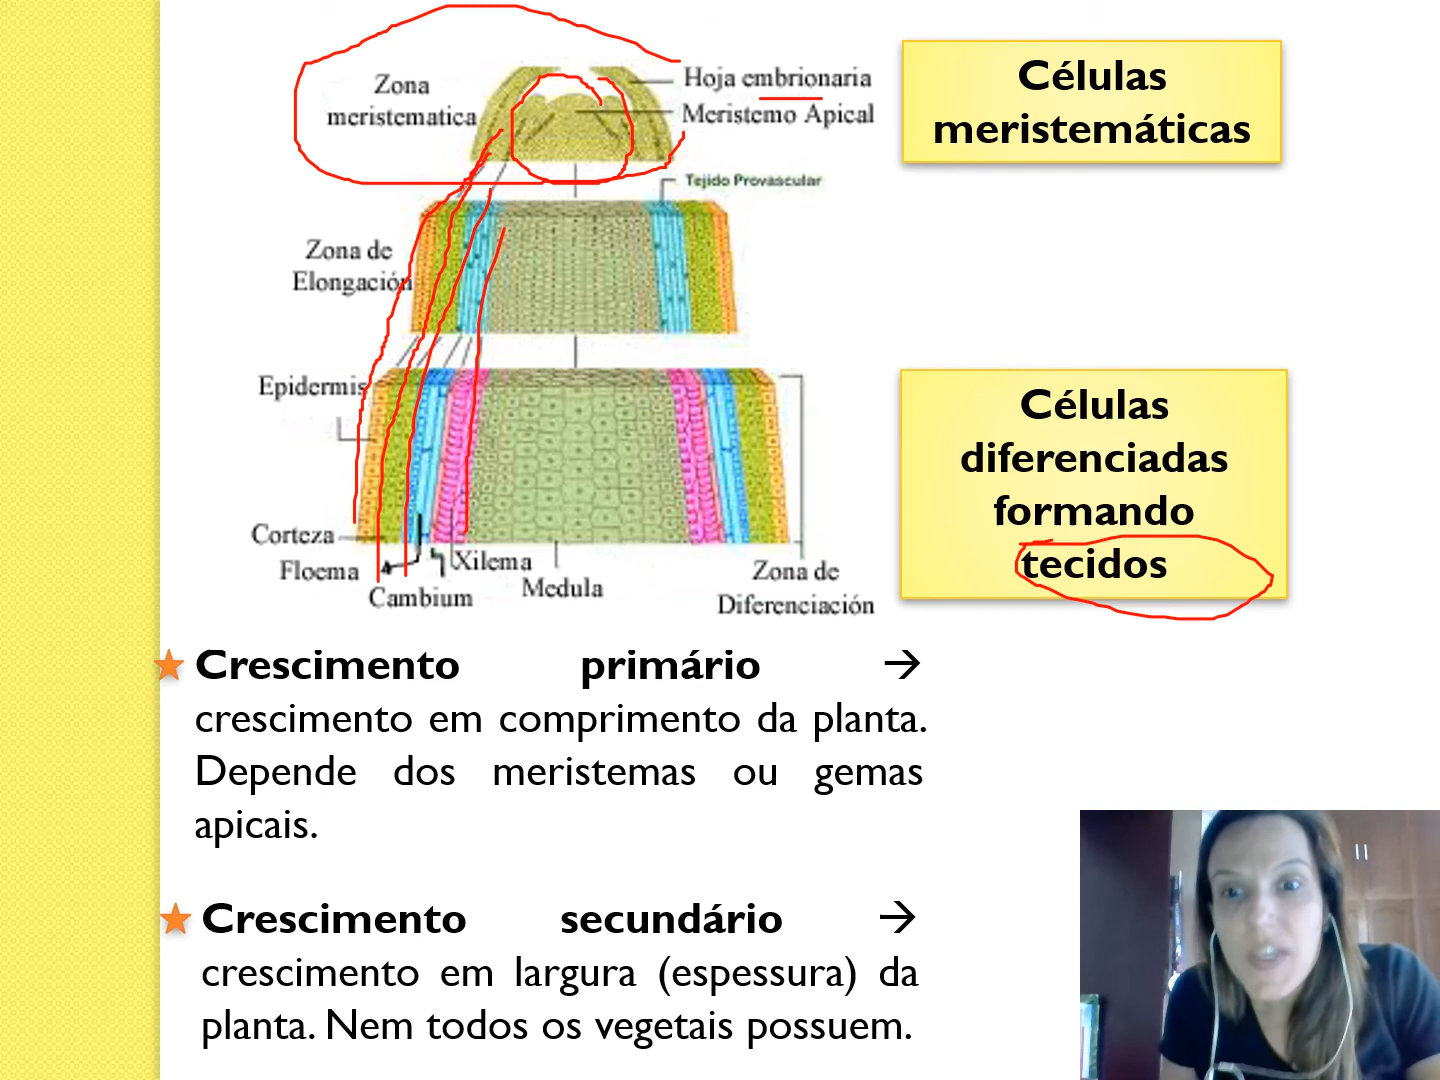 Zona
meristematica
Hoja embrionaria
Meristemo Apical
Tejido Provascular
Células
meristemáticas
Zona de
Elongación
Epidermis
Corteza
Floema
Cambium
Xilema
Medula
Zona de
Diferenciación
Células
diferenciadas
formando
tecidos
Crescimento primário →
crescimento em comprimento da planta.
Depende dos meristemas ou gemas
apicais.
Crescimento secundário →
crescimento em largura (espessura) da
planta. Nem todos os vegetais possuem.